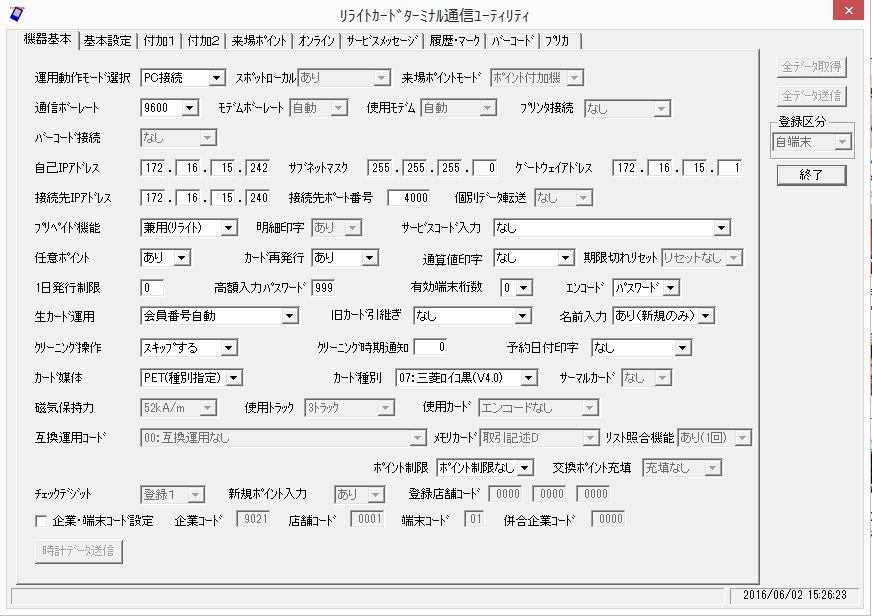 ﾘﾗｲﾄｶｰﾄﾞﾀｰﾐﾅﾙ通信ﾕｰﾃｨﾘﾃｨ
機器基本 基本設定 付加1 付加2 来場ﾎﾟｲﾝﾄ ｵﾝﾗｲﾝ ｻｰﾋﾞｽﾒｯｾｰｼﾞ 履歴･ﾏｰｸ ﾊﾞｰｺｰﾄﾞ ﾌﾟﾘｶ
運用動作ﾓｰﾄﾞ選択 PC接続 ｽﾎﾟｯﾄﾛｰｶﾙ あり 来場ﾎﾟｲﾝﾄﾓｰﾄﾞ ﾎﾟｲﾝﾄ付加機 全ﾃﾞｰﾀ取得
通信ﾎﾞｰﾚｰﾄ 9600 ﾓﾃﾞﾑﾎﾞｰﾚｰﾄ 自動 使用ﾓﾃﾞﾑ 自動 ﾌﾟﾘﾝﾀ接続 なし 全ﾃﾞｰﾀ送信
ﾊﾞｰｺｰﾄﾞ接続 なし 登録区分 自端末
自己IPｱﾄﾞﾚｽ 172 . 16 . 15 . 242 ｻﾌﾞﾈｯﾄﾏｽｸ 255 . 255 . 255 . 0 ｹﾞｰﾄｳｪｲｱﾄﾞﾚｽ 172 . 16 . 15 . 1 終了
接続先IPｱﾄﾞﾚｽ 172 . 16 . 15 . 240 接続先ﾎﾟｰﾄ番号 4000 個別ﾃﾞｰﾀ転送 なし
ﾌﾟﾘﾍﾟｲﾄﾞ機能 兼用(ﾘﾗｲﾄ) 明細印字 あり ｻｰﾋﾞｽｺｰﾄﾞ入力 なし
任意ﾎﾟｲﾝﾄ あり ｶｰﾄﾞ再発行 あり 通算値印字 なし 期限切れﾘｾｯﾄ ﾘｾｯﾄなし
1日発行制限 0 高額入力ﾊﾟｽﾜｰﾄﾞ 999 有効端末桁数 0 ｴﾝｺｰﾄﾞ ﾊﾟｽﾜｰﾄﾞ
生ｶｰﾄﾞ運用 会員番号自動 旧ｶｰﾄﾞ引継ぎ なし 名前入力 あり(新規のみ)
ｸﾘｰﾆﾝｸﾞ操作 ｽｷｯﾌﾟする ｸﾘｰﾆﾝｸﾞ時期通知 0 予約日付印字 なし
ｶｰﾄﾞ媒体 PET(種別指定) ｶｰﾄﾞ種別 07:三菱ﾛｲｺ黒(V4.0) ｻｰﾏﾙｶｰﾄﾞ なし
磁気保持力 52kA/m 使用ﾄﾗｯｸ 3ﾄﾗｯｸ 使用ｶｰﾄﾞ ｴﾝｺｰﾄﾞなし
互換運用ｺｰﾄﾞ 00:互換運用なし ﾒﾓﾘｶｰﾄﾞ 取引記述D ﾘｽﾄ照合機能 あり(1回)
ﾎﾟｲﾝﾄ制限 ﾎﾟｲﾝﾄ制限なし 交換ﾎﾟｲﾝﾄ充填 充填なし
ﾁｪｯｸﾃﾞｼﾞｯﾄ 登録1 新規ﾎﾟｲﾝﾄ入力 あり 登録店舗ｺｰﾄﾞ 0000 0000 0000
企業･端末ｺｰﾄﾞ設定 企業ｺｰﾄﾞ 9021 店舗ｺｰﾄﾞ 0001 端末ｺｰﾄﾞ 01 併合企業ｺｰﾄﾞ 0000
時計ﾃﾞｰﾀ送信
2016/06/02 15:26:23